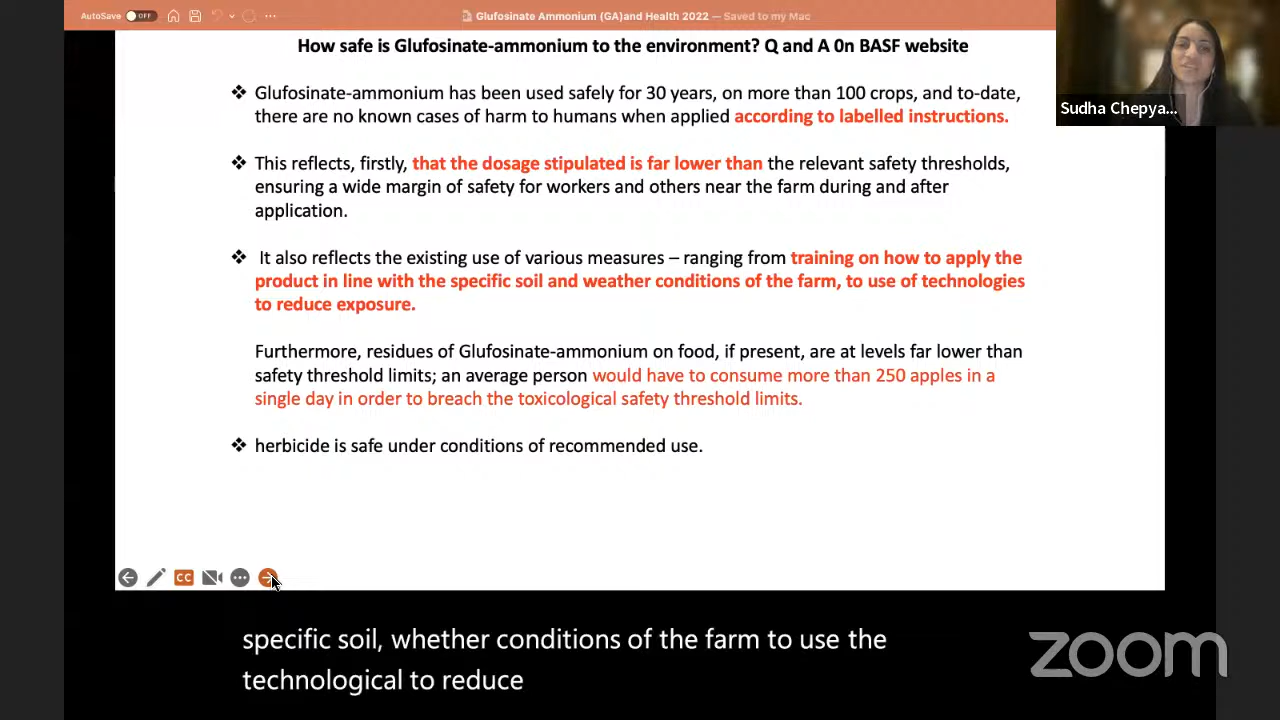 AutoSave OFF
Glufosinate Ammonium (GA)and Health 2022 — Saved to my Mac
How safe is Glufosinate-ammonium to the environment? Q and A 0n BASF website
❖ Glufosinate-ammonium has been used safely for 30 years, on more than 100 crops, and to-date,
there are no known cases of harm to humans when applied according to labelled instructions.
❖ This reflects, firstly, that the dosage stipulated is far lower than the relevant safety thresholds,
ensuring a wide margin of safety for workers and others near the farm during and after
application.
❖ It also reflects the existing use of various measures – ranging from training on how to apply the
product in line with the specific soil and weather conditions of the farm, to use of technologies
to reduce exposure.
Furthermore, residues of Glufosinate-ammonium on food, if present, are at levels far lower than
safety threshold limits; an average person would have to consume more than 250 apples in a
single day in order to breach the toxicological safety threshold limits.
❖ herbicide is safe under conditions of recommended use.
Sudha Chepya...
CC
specific soil, whether conditions of the farm to use the
technological to reduce
zoom